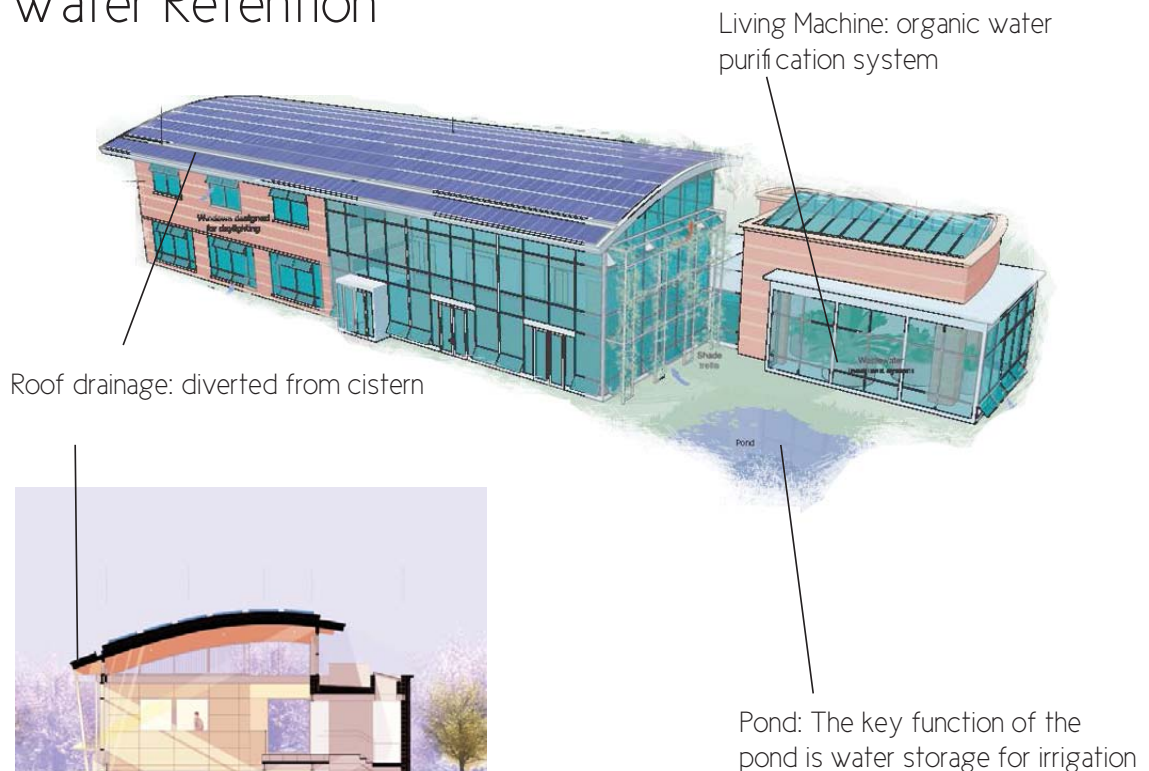 Water Retention
Living Machine: organic water
purification system
Windows designed
for daylighting
Shade
trellis
Wastewater
Roof drainage: diverted from cistern
Pond
Pond: The key function of the
pond is water storage for irrigation